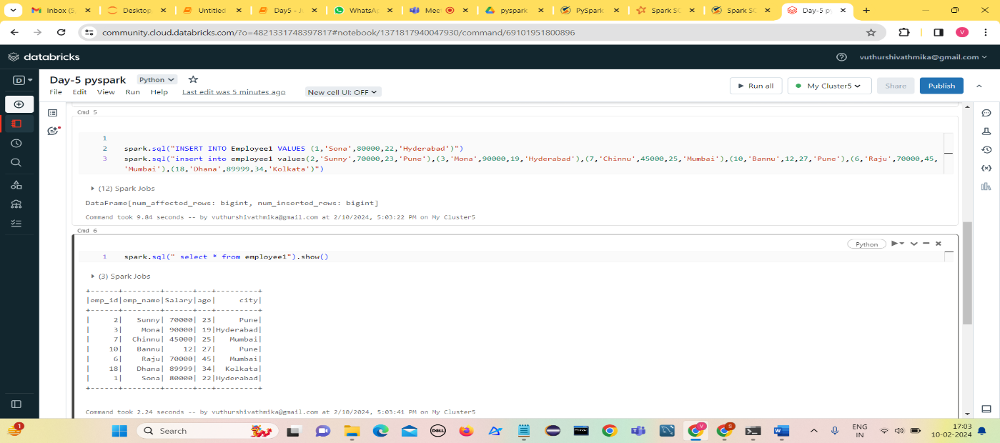 Inbox (5 Desktop Untitled Day5 - J WhatsAp Mee pyspark PySpark Spark SC Spark SC Day-5 py
community.cloud.databricks.com/?o=4821331748397817#notebook/1371817940047930/command/69101951800896 V
databricks vuthurshivathmika@gmail.com
D Day-5 pyspark Python
File Edit View Run Help Last edit was 5 minutes ago New cell UI: OFF Run all My Cluster5 Share Publish
Cmd 5
1
2 spark.sql("INSERT INTO Employee1 VALUES (1,'Sona',80000,22,'Hyderabad')")
3 spark.sql("insert into employee1 values(2,'Sunny',70000,23,'Pune'),(3,'Mona',90000,19,'Hyderabad'),(7,'Chinnu',45000,25,'Mumbai'),(10,'Bannu',12,27,'Pune'),(6,'Raju',70000,45,
'Mumbai'),(18,'Dhana',89999,34,'Kolkata')")
(12) Spark Jobs
DataFrame[num_affected_rows: bigint, num_inserted_rows: bigint]
Command took 9.84 seconds -- by vuthurshivathmika@gmail.com at 2/10/2024, 5:03:22 PM on My Cluster5
Cmd 6
Python
1 spark.sql(" select * from employee1").show()
(3) Spark Jobs
+------+--------+------+---+---------+
|emp_id|emp_name|Salary|age|     city|
+------+--------+------+---+---------+
|     2|   Sunny| 70000| 23|     Pune|
|     3|    Mona| 90000| 19|Hyderabad|
|     7|  Chinnu| 45000| 25|   Mumbai|
|    10|   Bannu|    12| 27|     Pune|
|     6|    Raju| 70000| 45|   Mumbai|
|    18|   Dhana| 89999| 34|  Kolkata|
|     1|    Sona| 80000| 22|Hyderabad|
+------+--------+------+---+---------+
Command took 2.24 seconds -- by vuthurshivathmika@gmail.com at 2/10/2024, 5:03:41 PM on My Cluster5
1 Search DELL V S W ENG 17:03
IN 10-02-2024